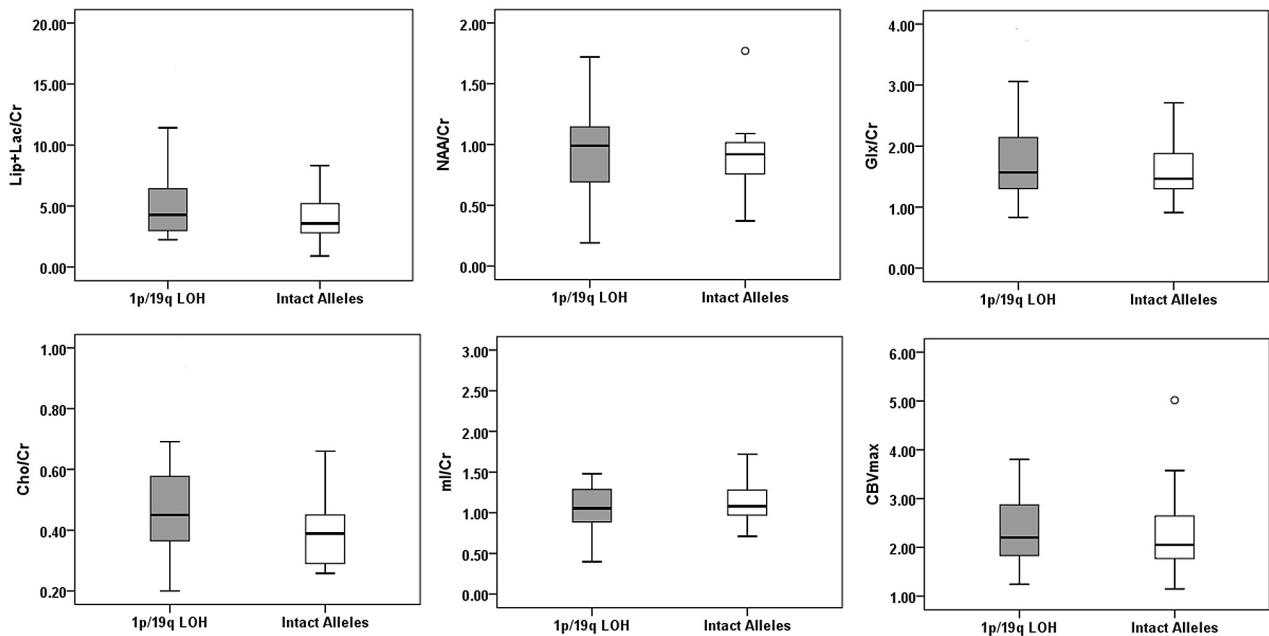 20.00
15.00
10.00
5.00
0.00
Lip+Lac/Cr
1p/19q LOH
Intact Alleles
2.00
1.50
1.00
0.50
0.00
NAA/Cr
1p/19q LOH
Intact Alleles
4.00
3.00
2.00
1.00
0.00
Glx/Cr
1p/19q LOH
Intact Alleles
1.00
0.80
0.60
0.40
0.20
Cho/Cr
1p/19q LOH
Intact Alleles
3.00
2.50
2.00
1.50
1.00
0.50
0.00
mI/Cr
1p/19q LOH
Intact Alleles
6.00
5.00
4.00
3.00
2.00
1.00
CBVmax
1p/19q LOH
Intact Alleles